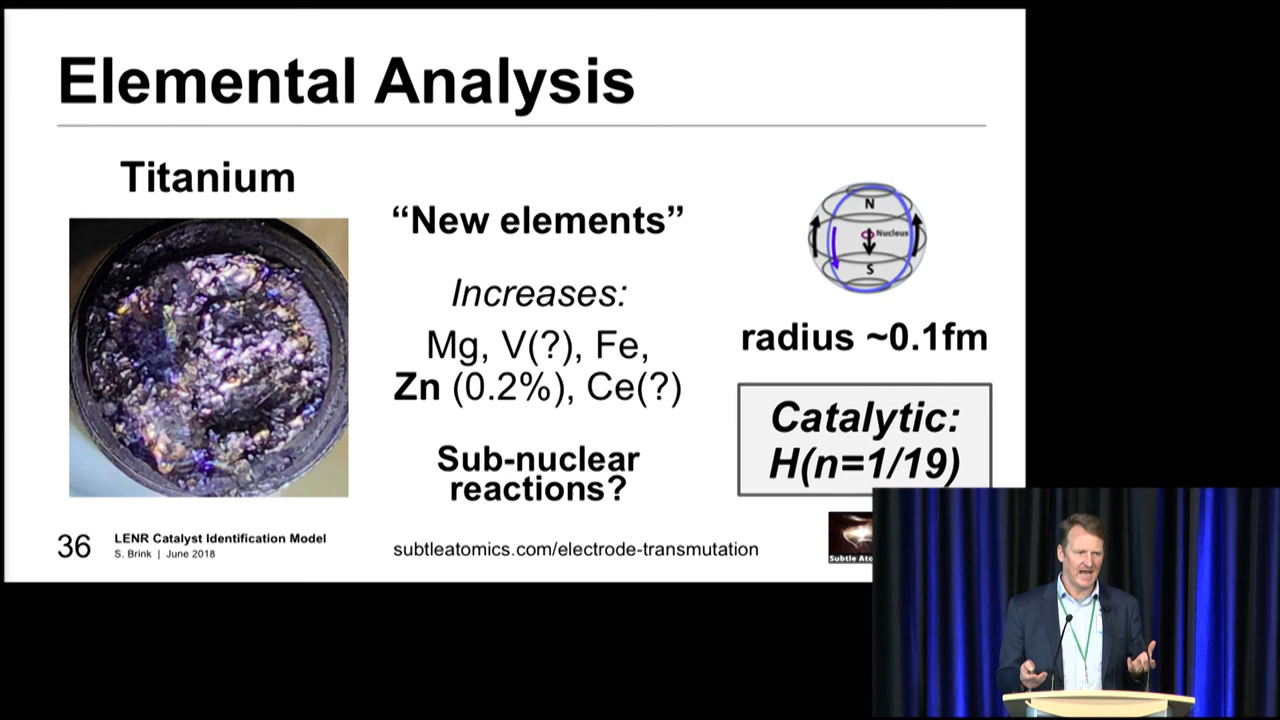 Elemental Analysis
Titanium
“New elements”
Increases:
Mg, V(?), Fe,
Zn (0.2%), Ce(?)
Sub-nuclear
reactions?
N
Nucleus
S
radius ~0.1fm
Catalytic:
H(n=1/19)
36
LENR Catalyst Identification Model
S. Brink | June 2018
subtleatomics.com/electrode-transmutation
Subtle